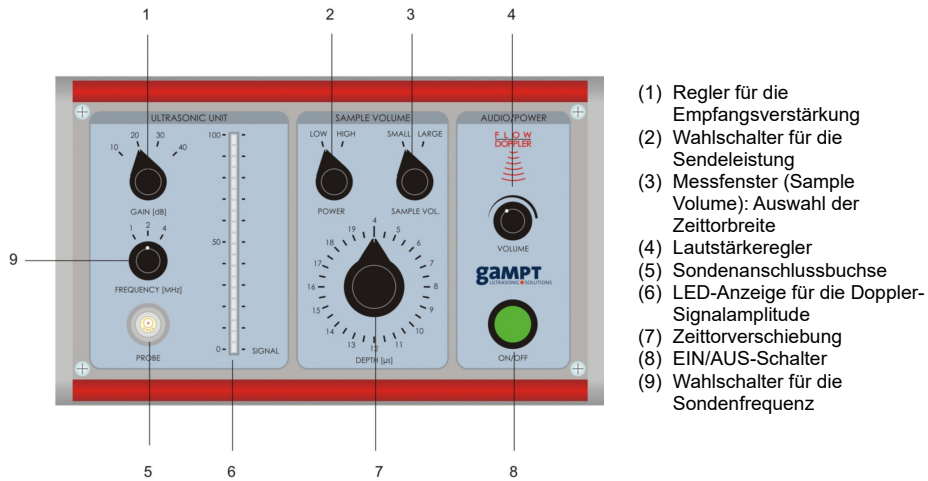 1
2
3
4
ULTRASONIC UNIT
SAMPLE VOLUME
AUDIO/POWER
10
20
30
40
GAIN [dB]
1
2
4
FREQUENCY [MHz]
PROBE
100
50
0
SIGNAL
LOW
HIGH
POWER
SMALL
LARGE
SAMPLE VOL.
4
5
6
7
8
9
10
11
12
13
14
15
16
17
18
19
DEPTH [µs]
FLOW
DOPPLER
VOLUME
gAMPT
ULTRASONIC SOLUTIONS
ON/OFF
9
5
6
7
8
(1) Regler für die
Empfangsverstärkung
(2) Wahlschalter für die
Sendeleistung
(3) Messfenster (Sample
Volume): Auswahl der
Zeittorbreite
(4) Lautstärkeregler
(5) Sondenanschlussbuchse
(6) LED-Anzeige für die Doppler-
Signalamplitude
(7) Zeittorverschiebung
(8) EIN/AUS-Schalter
(9) Wahlschalter für die
Sondenfrequenz